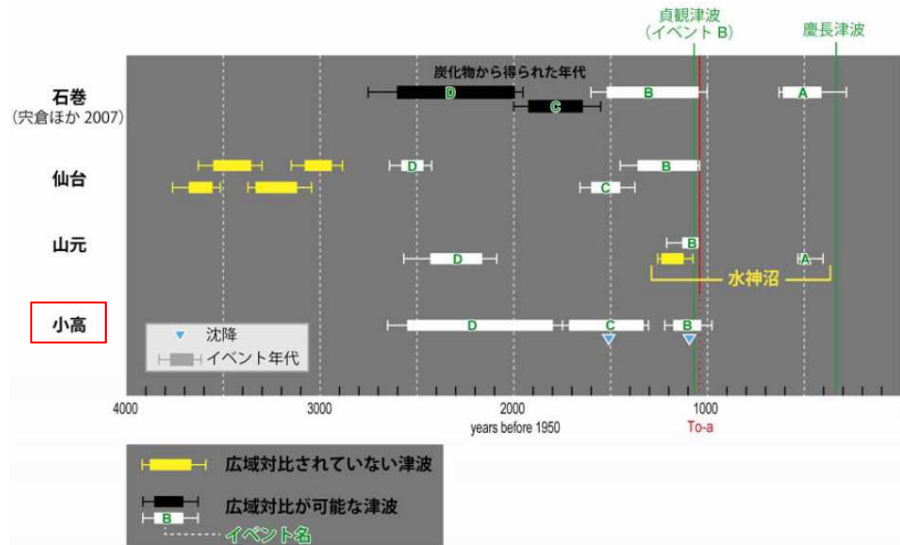 貞観津波
(イベント B)
慶長津波
炭化物から得られた年代
石巻
(宍倉ほか 2007)
D
C
B
A
仙台
D
C
B
山元
D
B
A
水神沼
小高
D
C
B
沈降
イベント年代
4000
3000
2000
1000
years before 1950
To-a
広域対比されていない津波
広域対比が可能な津波
B
イベント名